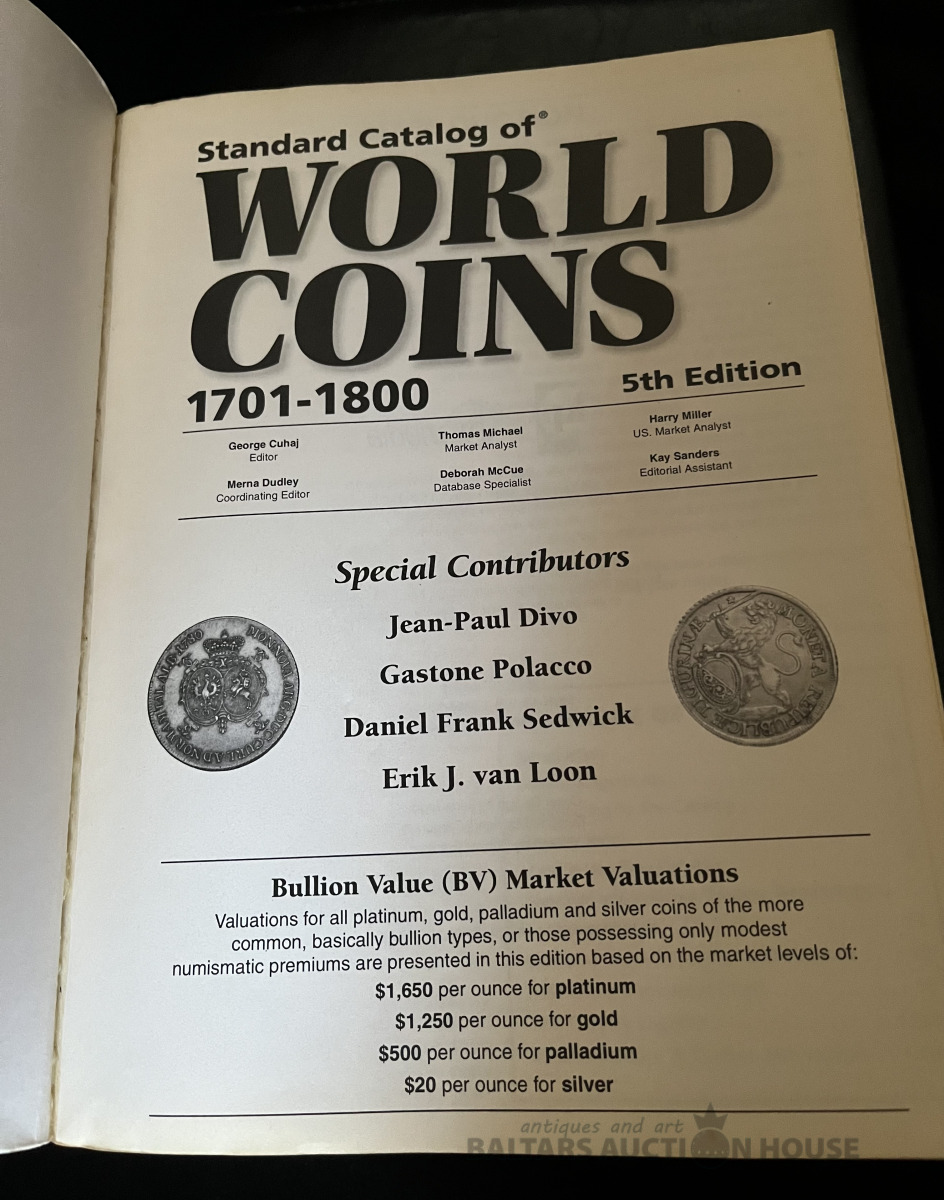 Standard Catalog of®
WORLD
COINS
1701-1800
5th Edition
George Cuhaj
Editor
Merna Dudley
Coordinating Editor
Thomas Michael
Market Analyst
Deborah McCue
Database Specialist
Harry Miller
US. Market Analyst
Kay Sanders
Editorial Assistant
Special Contributors
Jean-Paul Divo
Gastone Polacco
Daniel Frank Sedwick
Erik J. van Loon
MONETA REIPUBLICÆ TIGURINÆ
Bullion Value (BV) Market Valuations
Valuations for all platinum, gold, palladium and silver coins of the more
common, basically bullion types, or those possessing only modest
numismatic premiums are presented in this edition based on the market levels of:
$1,650 per ounce for platinum
$1,250 per ounce for gold
$500 per ounce for palladium
$20 per ounce for silver
antiques and art
BALTARS AUCTION HOUSE